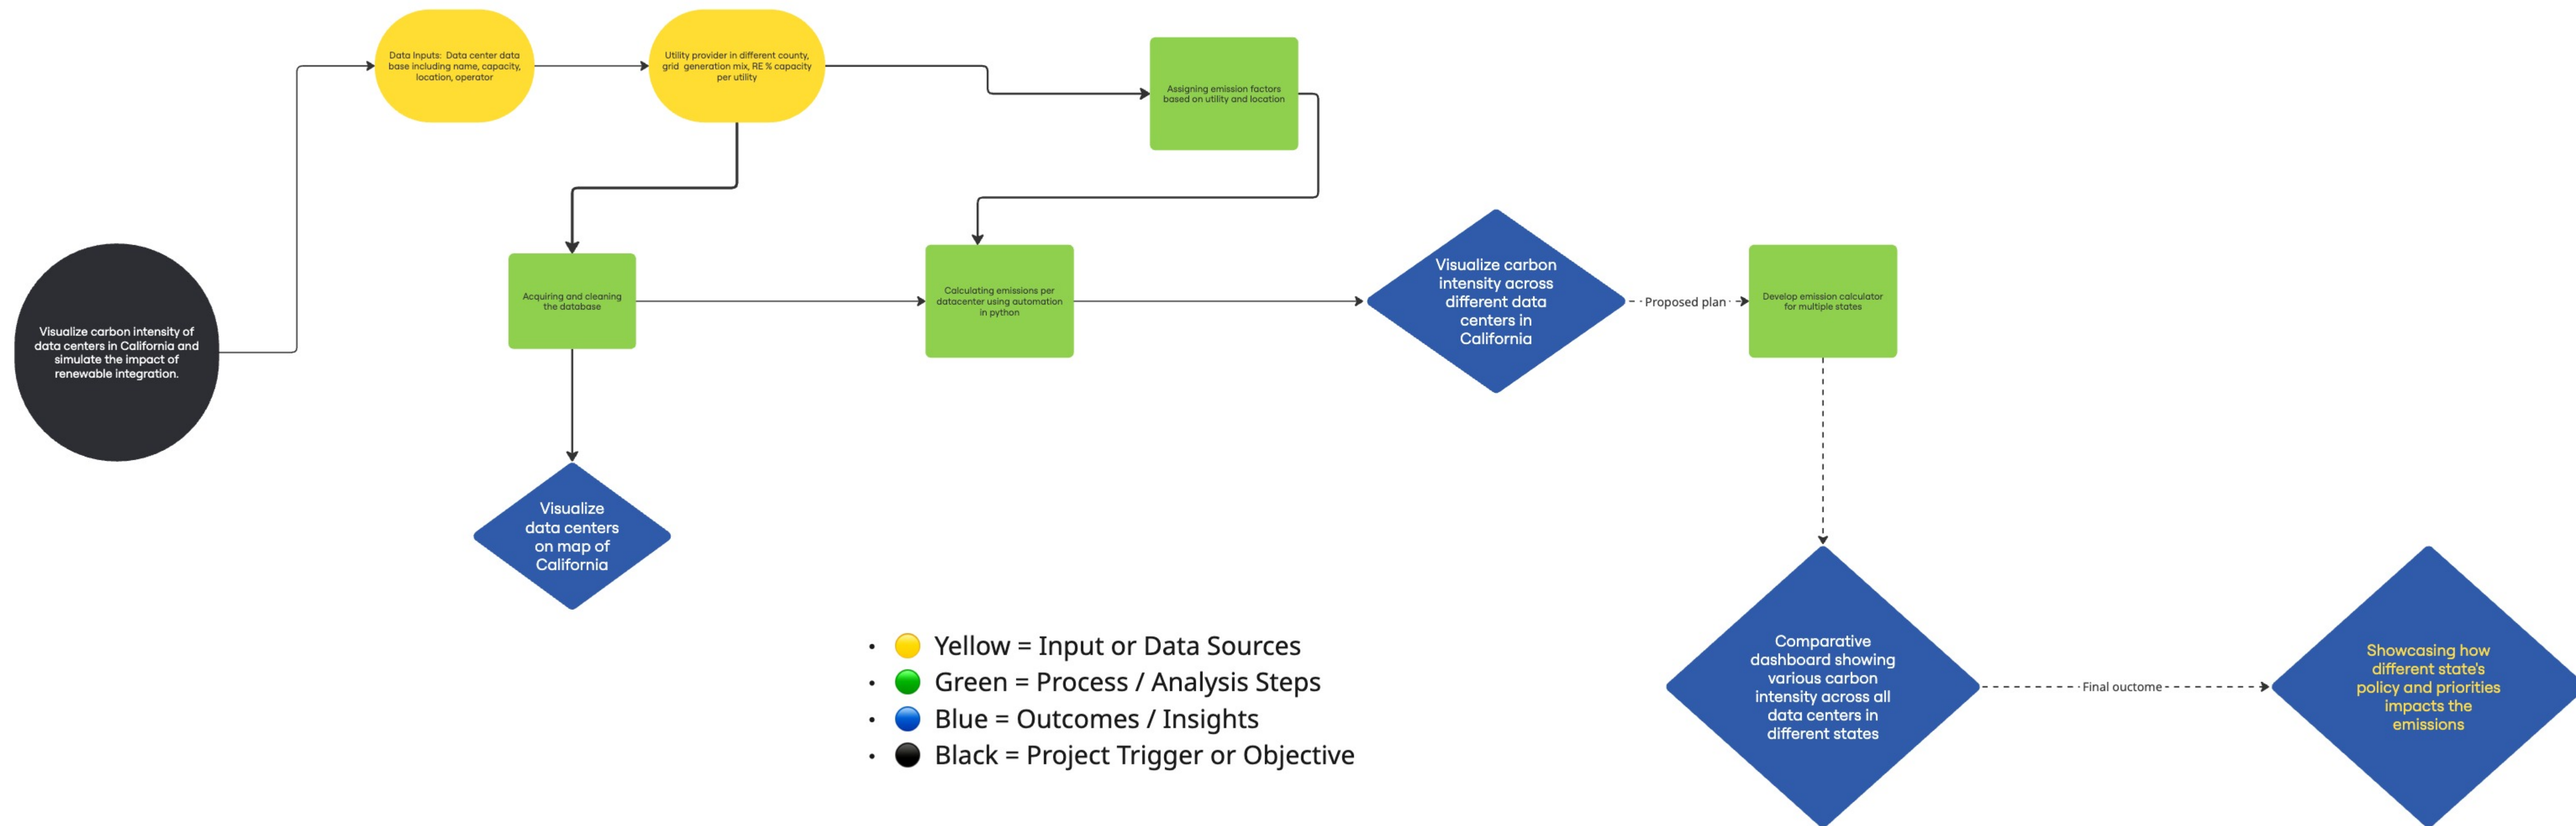 Data Inputs:  Data center data
base including name, capacity,
location, operator
Utility provider in different county,
grid  generation mix, RE % capacity
per utility
Assigning emission factors
based on utility and location
Visualize carbon intensity of
data centers in California and
simulate the impact of
renewable integration.
Acquiring and cleaning
the database
Calculating emissions per
datacenter using automation
in python
Visualize carbon
intensity across
different data
centers in
California
Proposed plan
Develop emission calculator
for multiple states
Visualize
data centers
on map of
California
• Yellow = Input or Data Sources
• Green = Process / Analysis Steps
• Blue = Outcomes / Insights
• Black = Project Trigger or Objective
Comparative
dashboard showing
various carbon
intensity across all
data centers in
different states
Final ouctome
Showcasing how
different state's
policy and priorities
impacts the
emissions